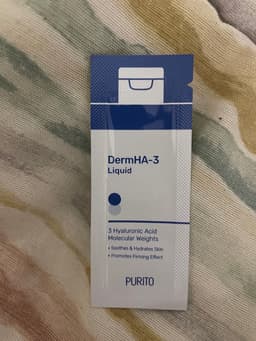 DermHA-3
Liquid
3 Hyaluronic Acid
Molecular Weights
• Soothes & Hydrates Skin
• Promotes Firming Effect
PURITO